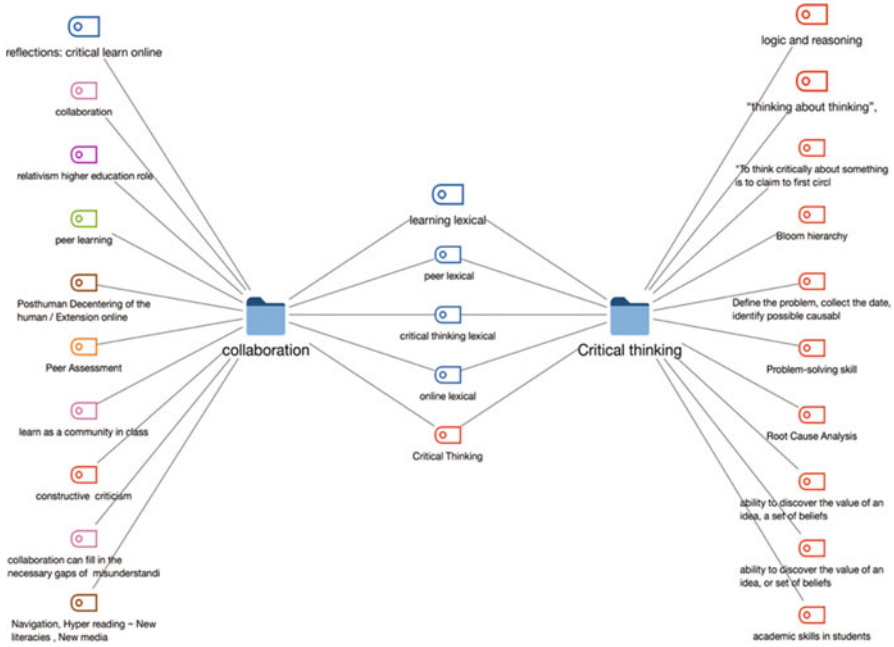 reflections: critical learn online
collaboration
relativism higher education role
peer learning
Posthuman Decentering of the
human / Extension online
Peer Assessment
learn as a community in class
constructive criticism
collaboration can fill in the
necessary gaps of misunderstandi
Navigation, Hyper reading ~ New
literacies , New media
collaboration
learning lexical
peer lexical
critical thinking lexical
online lexical
Critical Thinking
Critical thinking
logic and reasoning
“thinking about thinking”,
“To think critically about something
is to claim to first circl
Bloom hierarchy
Define the problem, collect the date,
identify possible causabl
Problem-solving skill
Root Cause Analysis
ability to discover the value of an
idea, a set of beliefs
ability to discover the value of an
idea, or set of beliefs
academic skills in students